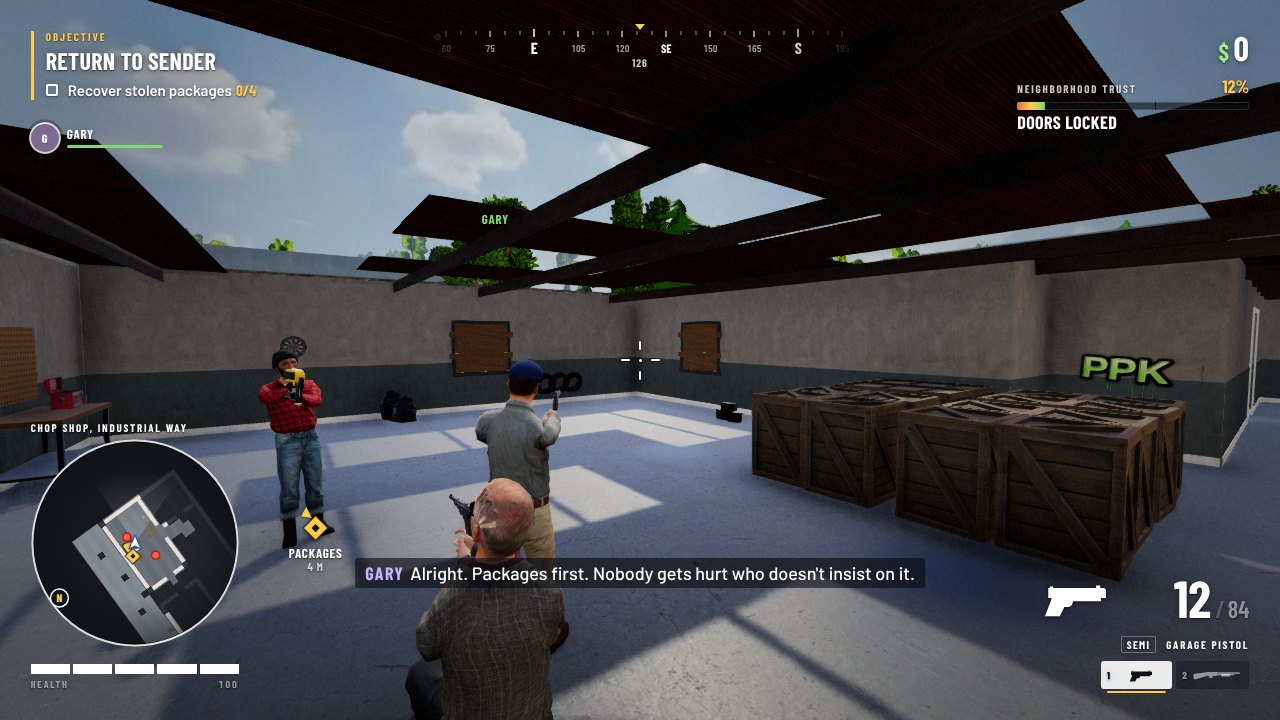 OBJECTIVE
RETURN TO SENDER
Recover stolen packages 0/4
G GARY
60 75 E 105 120 SE 150 165 S 195
126
$0
NEIGHBORHOOD TRUST 12%
DOORS LOCKED
GARY
PPK
CHOP SHOP, INDUSTRIAL WAY
N
PACKAGES
4 M
GARY Alright. Packages first. Nobody gets hurt who doesn't insist on it.
12 / 84
SEMI GARAGE PISTOL
1 2
HEALTH 100